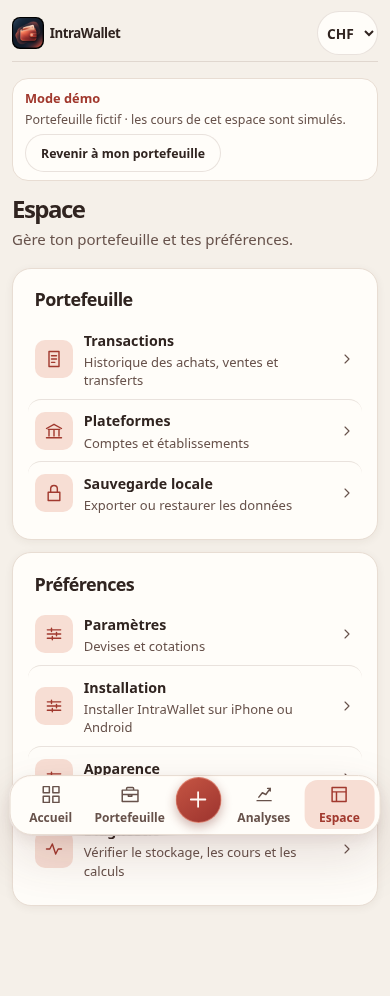 IntraWallet
CHF
Mode démo
Portefeuille fictif · les cours de cet espace sont simulés.
Revenir à mon portefeuille
Espace
Gère ton portefeuille et tes préférences.
Portefeuille
Transactions
Historique des achats, ventes et
transferts
Plateformes
Comptes et établissements
Sauvegarde locale
Exporter ou restaurer les données
Préférences
Paramètres
Devises et cotations
Installation
Installer IntraWallet sur iPhone ou
Android
Apparence
Accueil
Portefeuille
Analyses
Espace
Vérifier le stockage, les cours et les
calculs